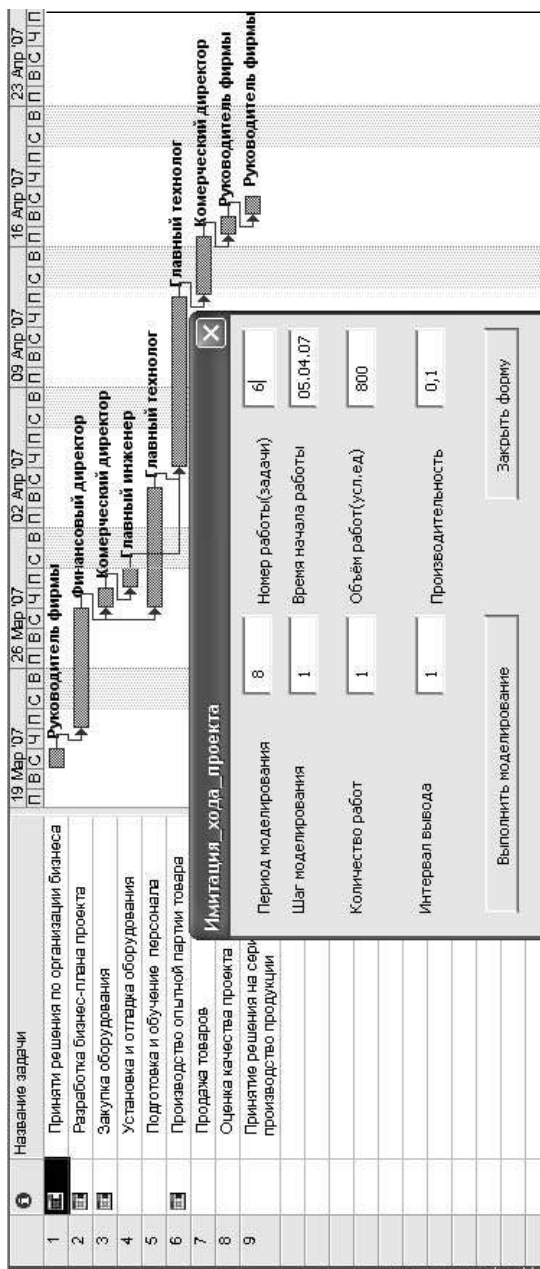 Название задачи
19 Мар '07 26 Мар '07 02 Апр '07 09 Апр '07 16 Апр '07 23 Апр '07
П В С Ч П С В П В С Ч П С В П В С Ч П С В П В С Ч П С В П В С Ч П С В П В С Ч П
1 Приняти решения по организации бизнеса
2 Разработка бизнес-плана проекта
3 Закупка оборудования
4 Установка и отладка оборудования
5 Подготовка и обучение персонала
6 Производство опытной партии товара
7 Продажа товаров
8 Оценка качества проекта
9 Принятие решения на сери
производство продукции
Руководитель фирмы
Финансовый директор
Комерческий директор
Главный инженер
Главный технолог
Главный технолог
Комерческий директор
Руководитель фирмы
Руководитель фирмы
Имитация_хода_проекта
Период моделирования 8 Номер работы(задачи) 6
Шаг моделирования 1 Время начала работы 05.04.07
Количество работ 1 Объём работ(усл.ед) 800
Интервал вывода 1 Производительность 0,1
Выполнить моделирование Закрыть форму